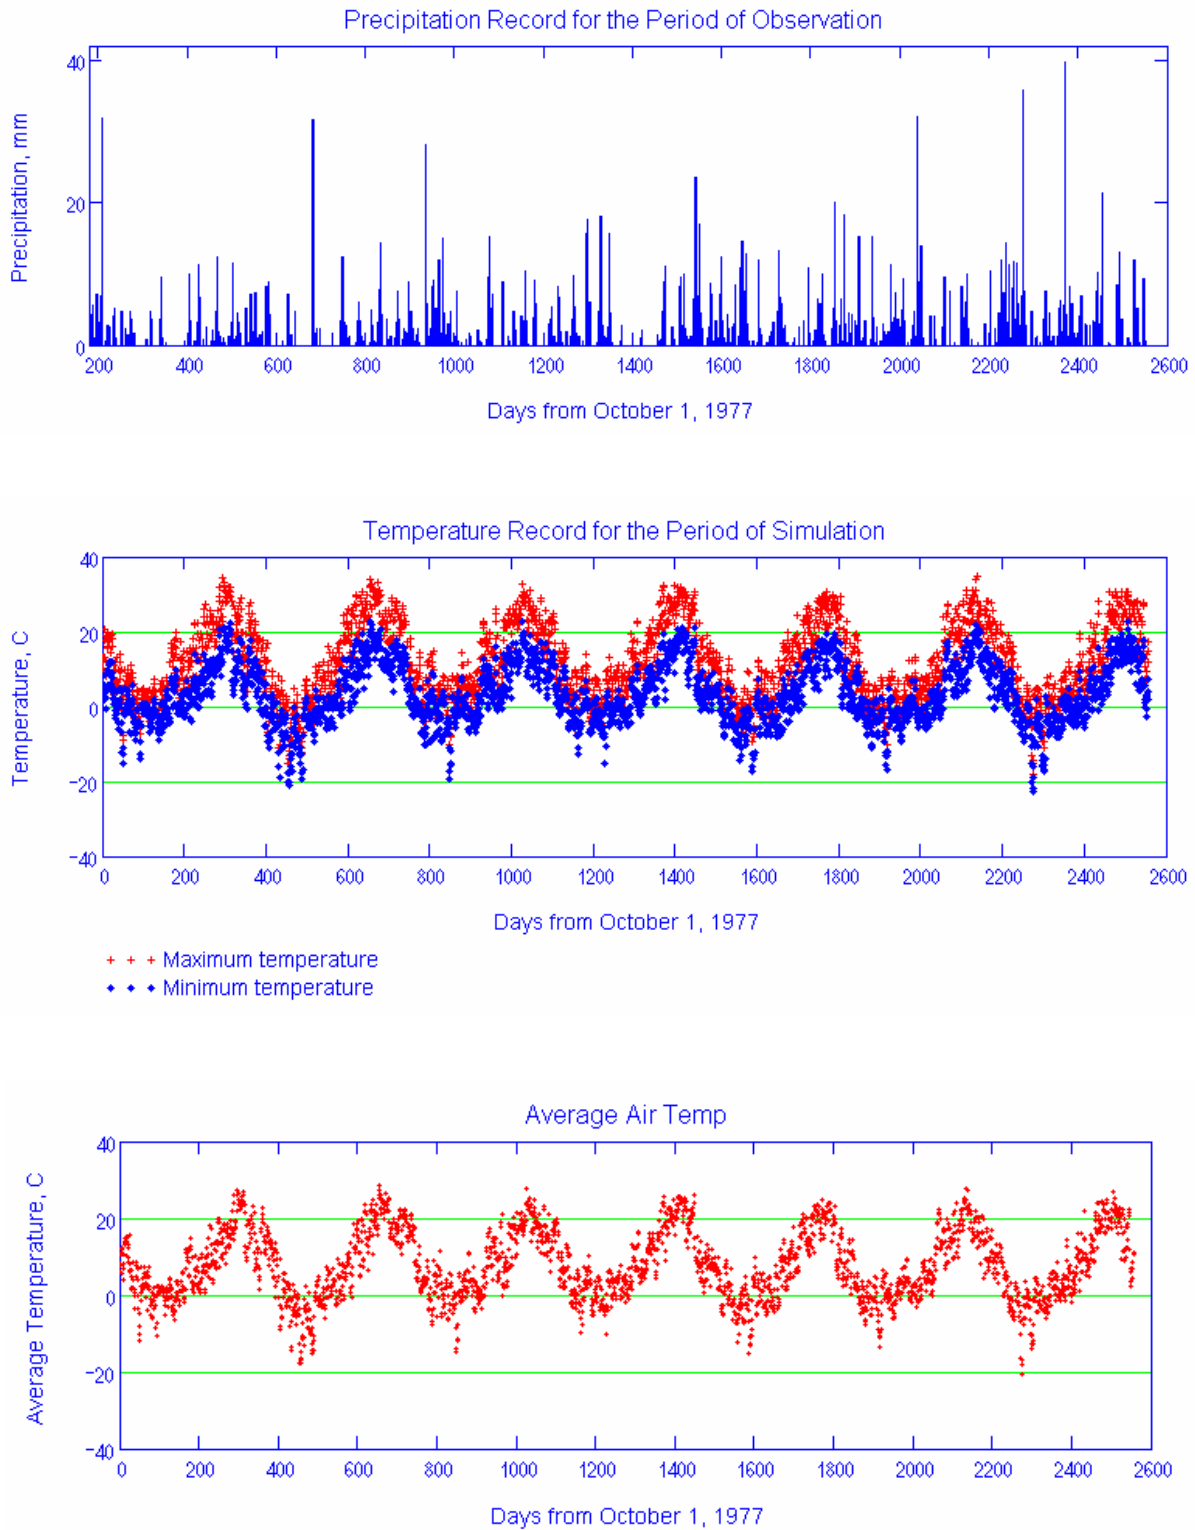 Precipitation Record for the Period of Observation
40
20
0
Precipitation, mm
200 400 600 800 1000 1200 1400 1600 1800 2000 2200 2400 2600
Days from October 1, 1977
Temperature Record for the Period of Simulation
40
20
0
−20
−40
Temperature, C
0 200 400 600 800 1000 1200 1400 1600 1800 2000 2200 2400 2600
Days from October 1, 1977
Maximum temperature
Minimum temperature
Average Air Temp
40
20
0
−20
−40
Average Temperature, C
0 200 400 600 800 1000 1200 1400 1600 1800 2000 2200 2400 2600
Days from October 1, 1977